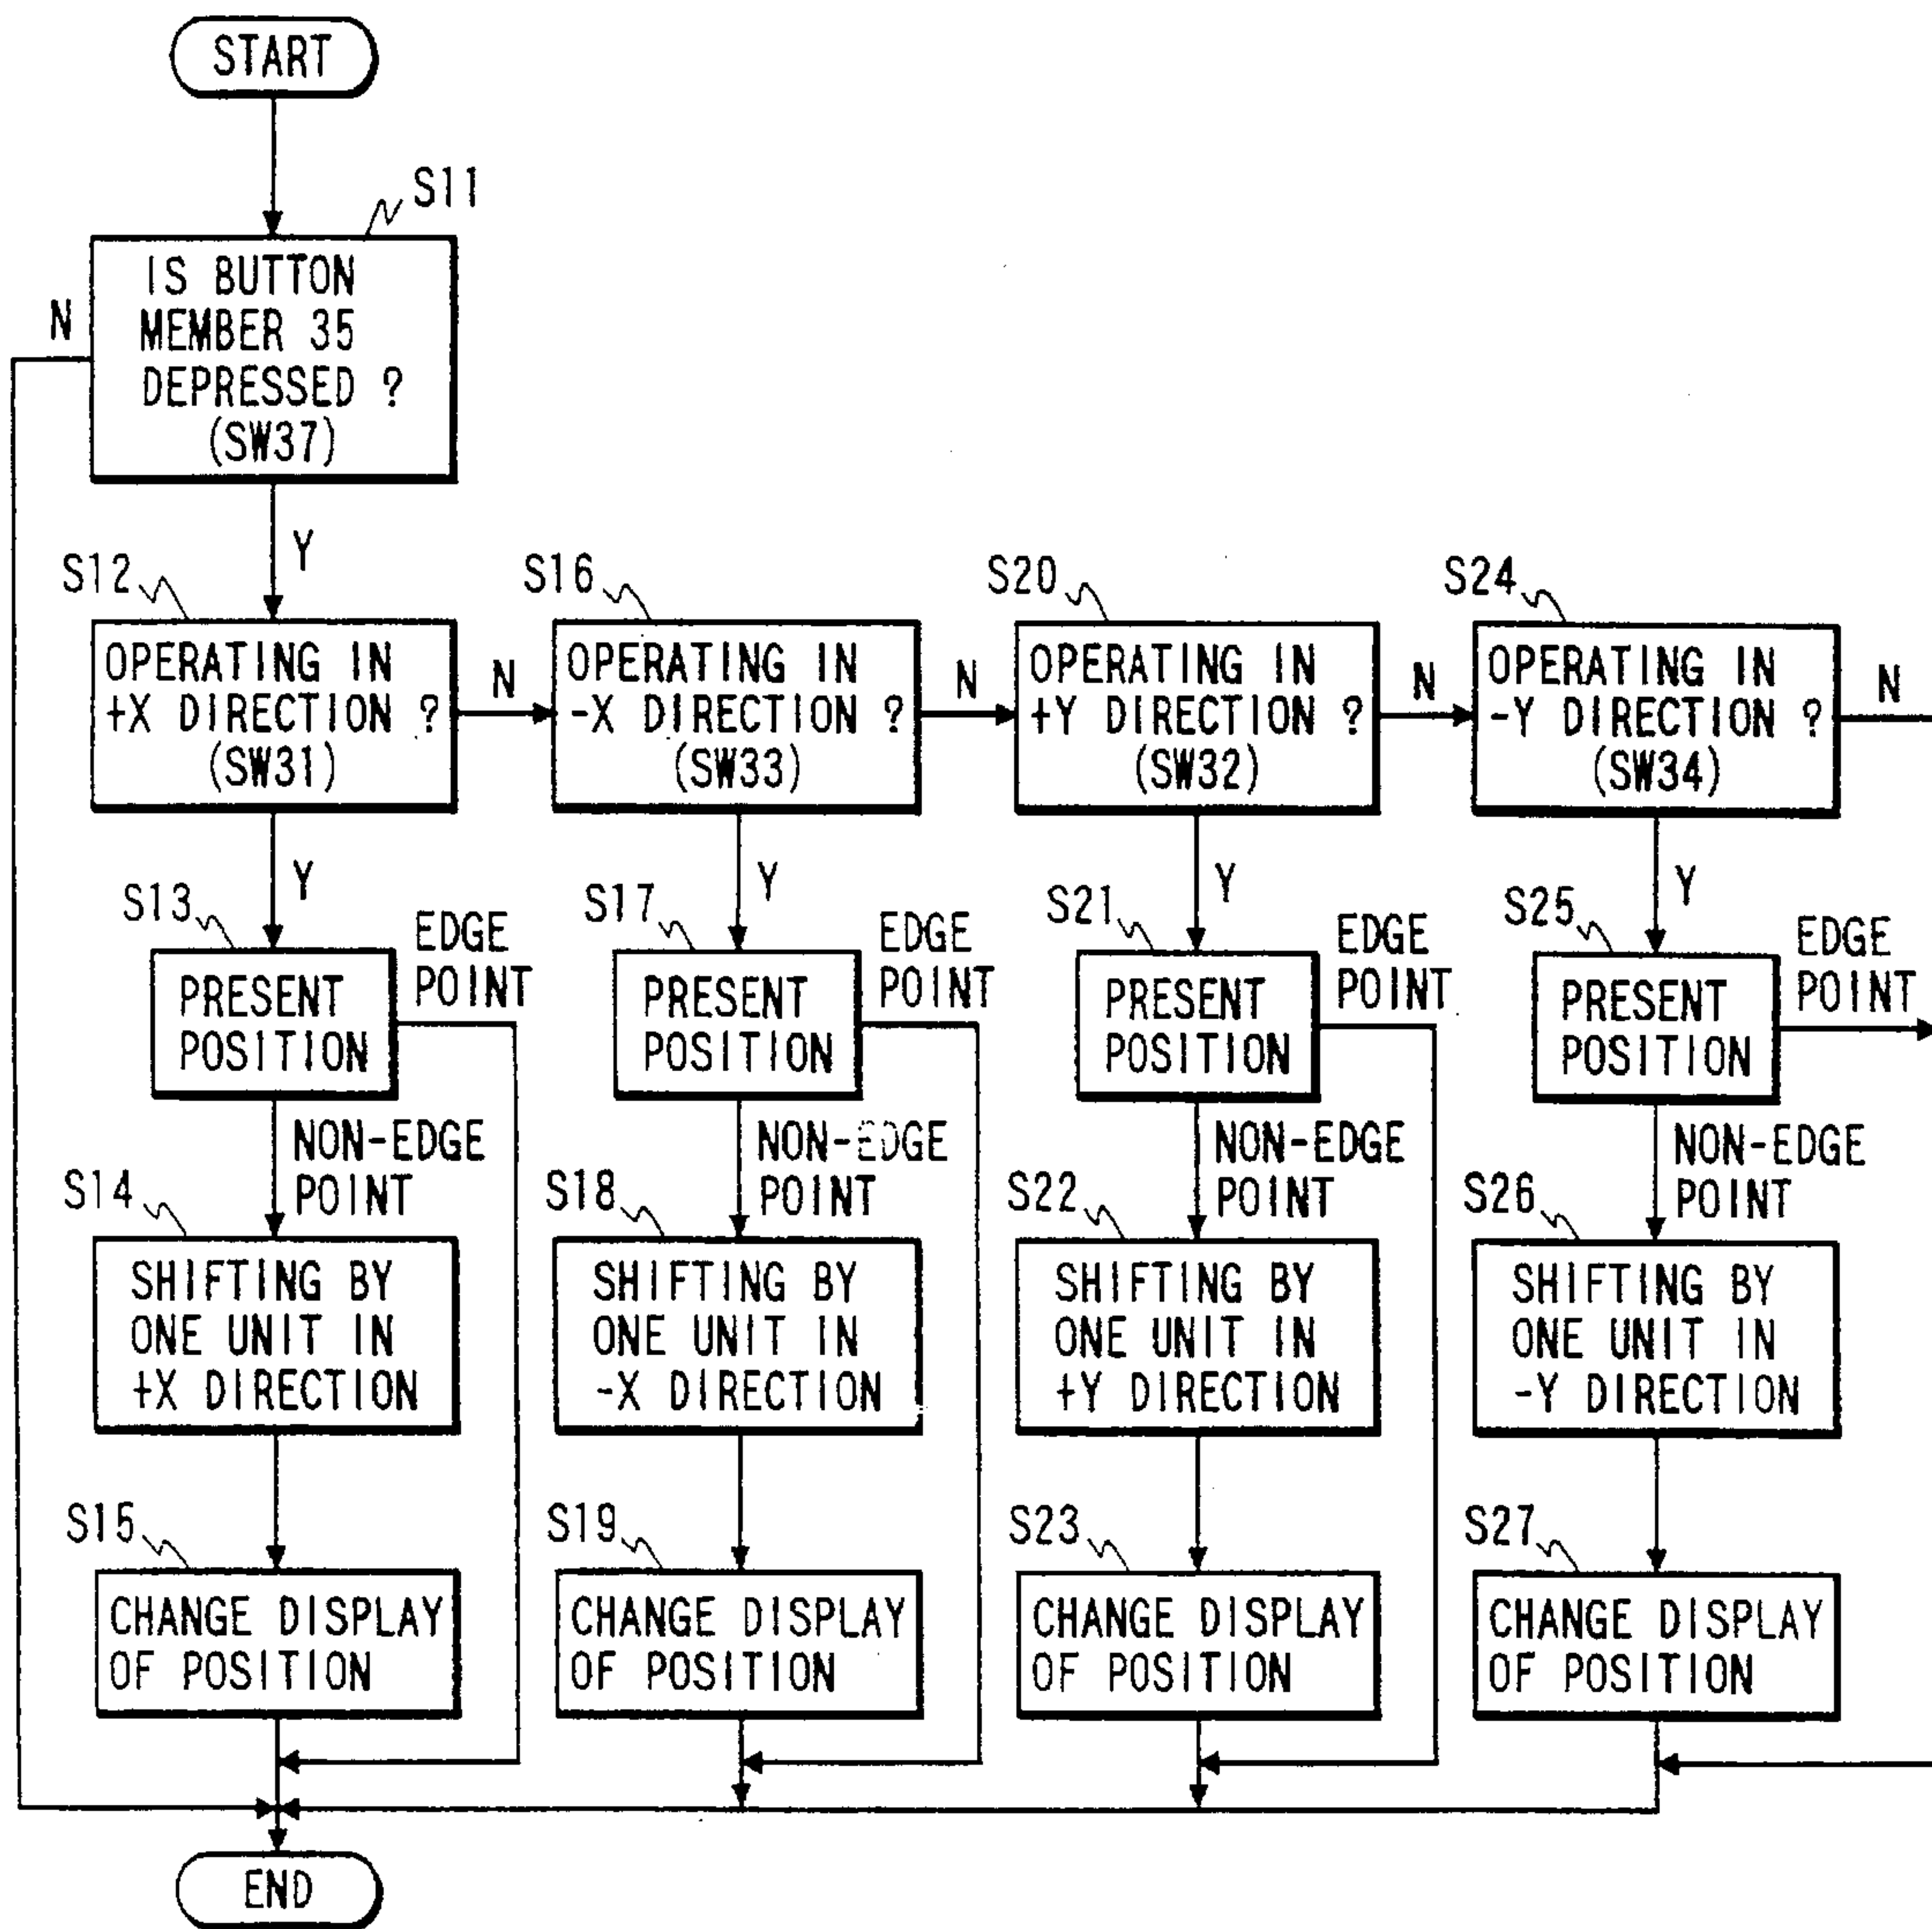 START
S11
IS BUTTON
MEMBER 35
DEPRESSED ?
(SW37)
N
Y
S12
OPERATING IN
+X DIRECTION ?
(SW31)
N
S16
OPERATING IN
-X DIRECTION ?
(SW33)
N
S20
OPERATING IN
+Y DIRECTION ?
(SW32)
N
S24
OPERATING IN
-Y DIRECTION ?
(SW34)
N
Y
Y
Y
Y
S13
PRESENT
POSITION
EDGE
POINT
S17
PRESENT
POSITION
EDGE
POINT
S21
PRESENT
POSITION
EDGE
POINT
S25
PRESENT
POSITION
EDGE
POINT
NON-EDGE
POINT
NON-EDGE
POINT
NON-EDGE
POINT
NON-EDGE
POINT
S14
SHIFTING BY
ONE UNIT IN
+X DIRECTION
S18
SHIFTING BY
ONE UNIT IN
-X DIRECTION
S22
SHIFTING BY
ONE UNIT IN
+Y DIRECTION
S26
SHIFTING BY
ONE UNIT IN
-Y DIRECTION
S15
CHANGE DISPLAY
OF POSITION
S19
CHANGE DISPLAY
OF POSITION
S23
CHANGE DISPLAY
OF POSITION
S27
CHANGE DISPLAY
OF POSITION
END